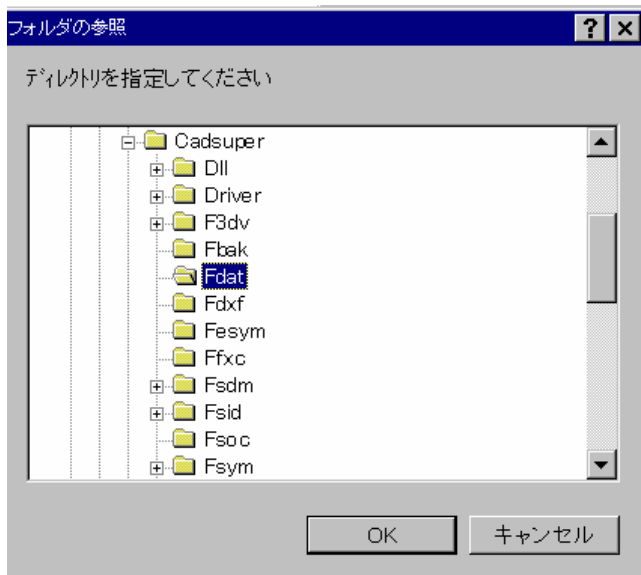 フォルダの参照
ﾃﾞｨﾚｸﾄﾘを指定してください
Cadsuper
Dll
Driver
F3dv
Fbak
Fdat
Fdxf
Fesym
Ffxc
Fsdm
Fsid
Fsoc
Fsym
OK
キャンセル